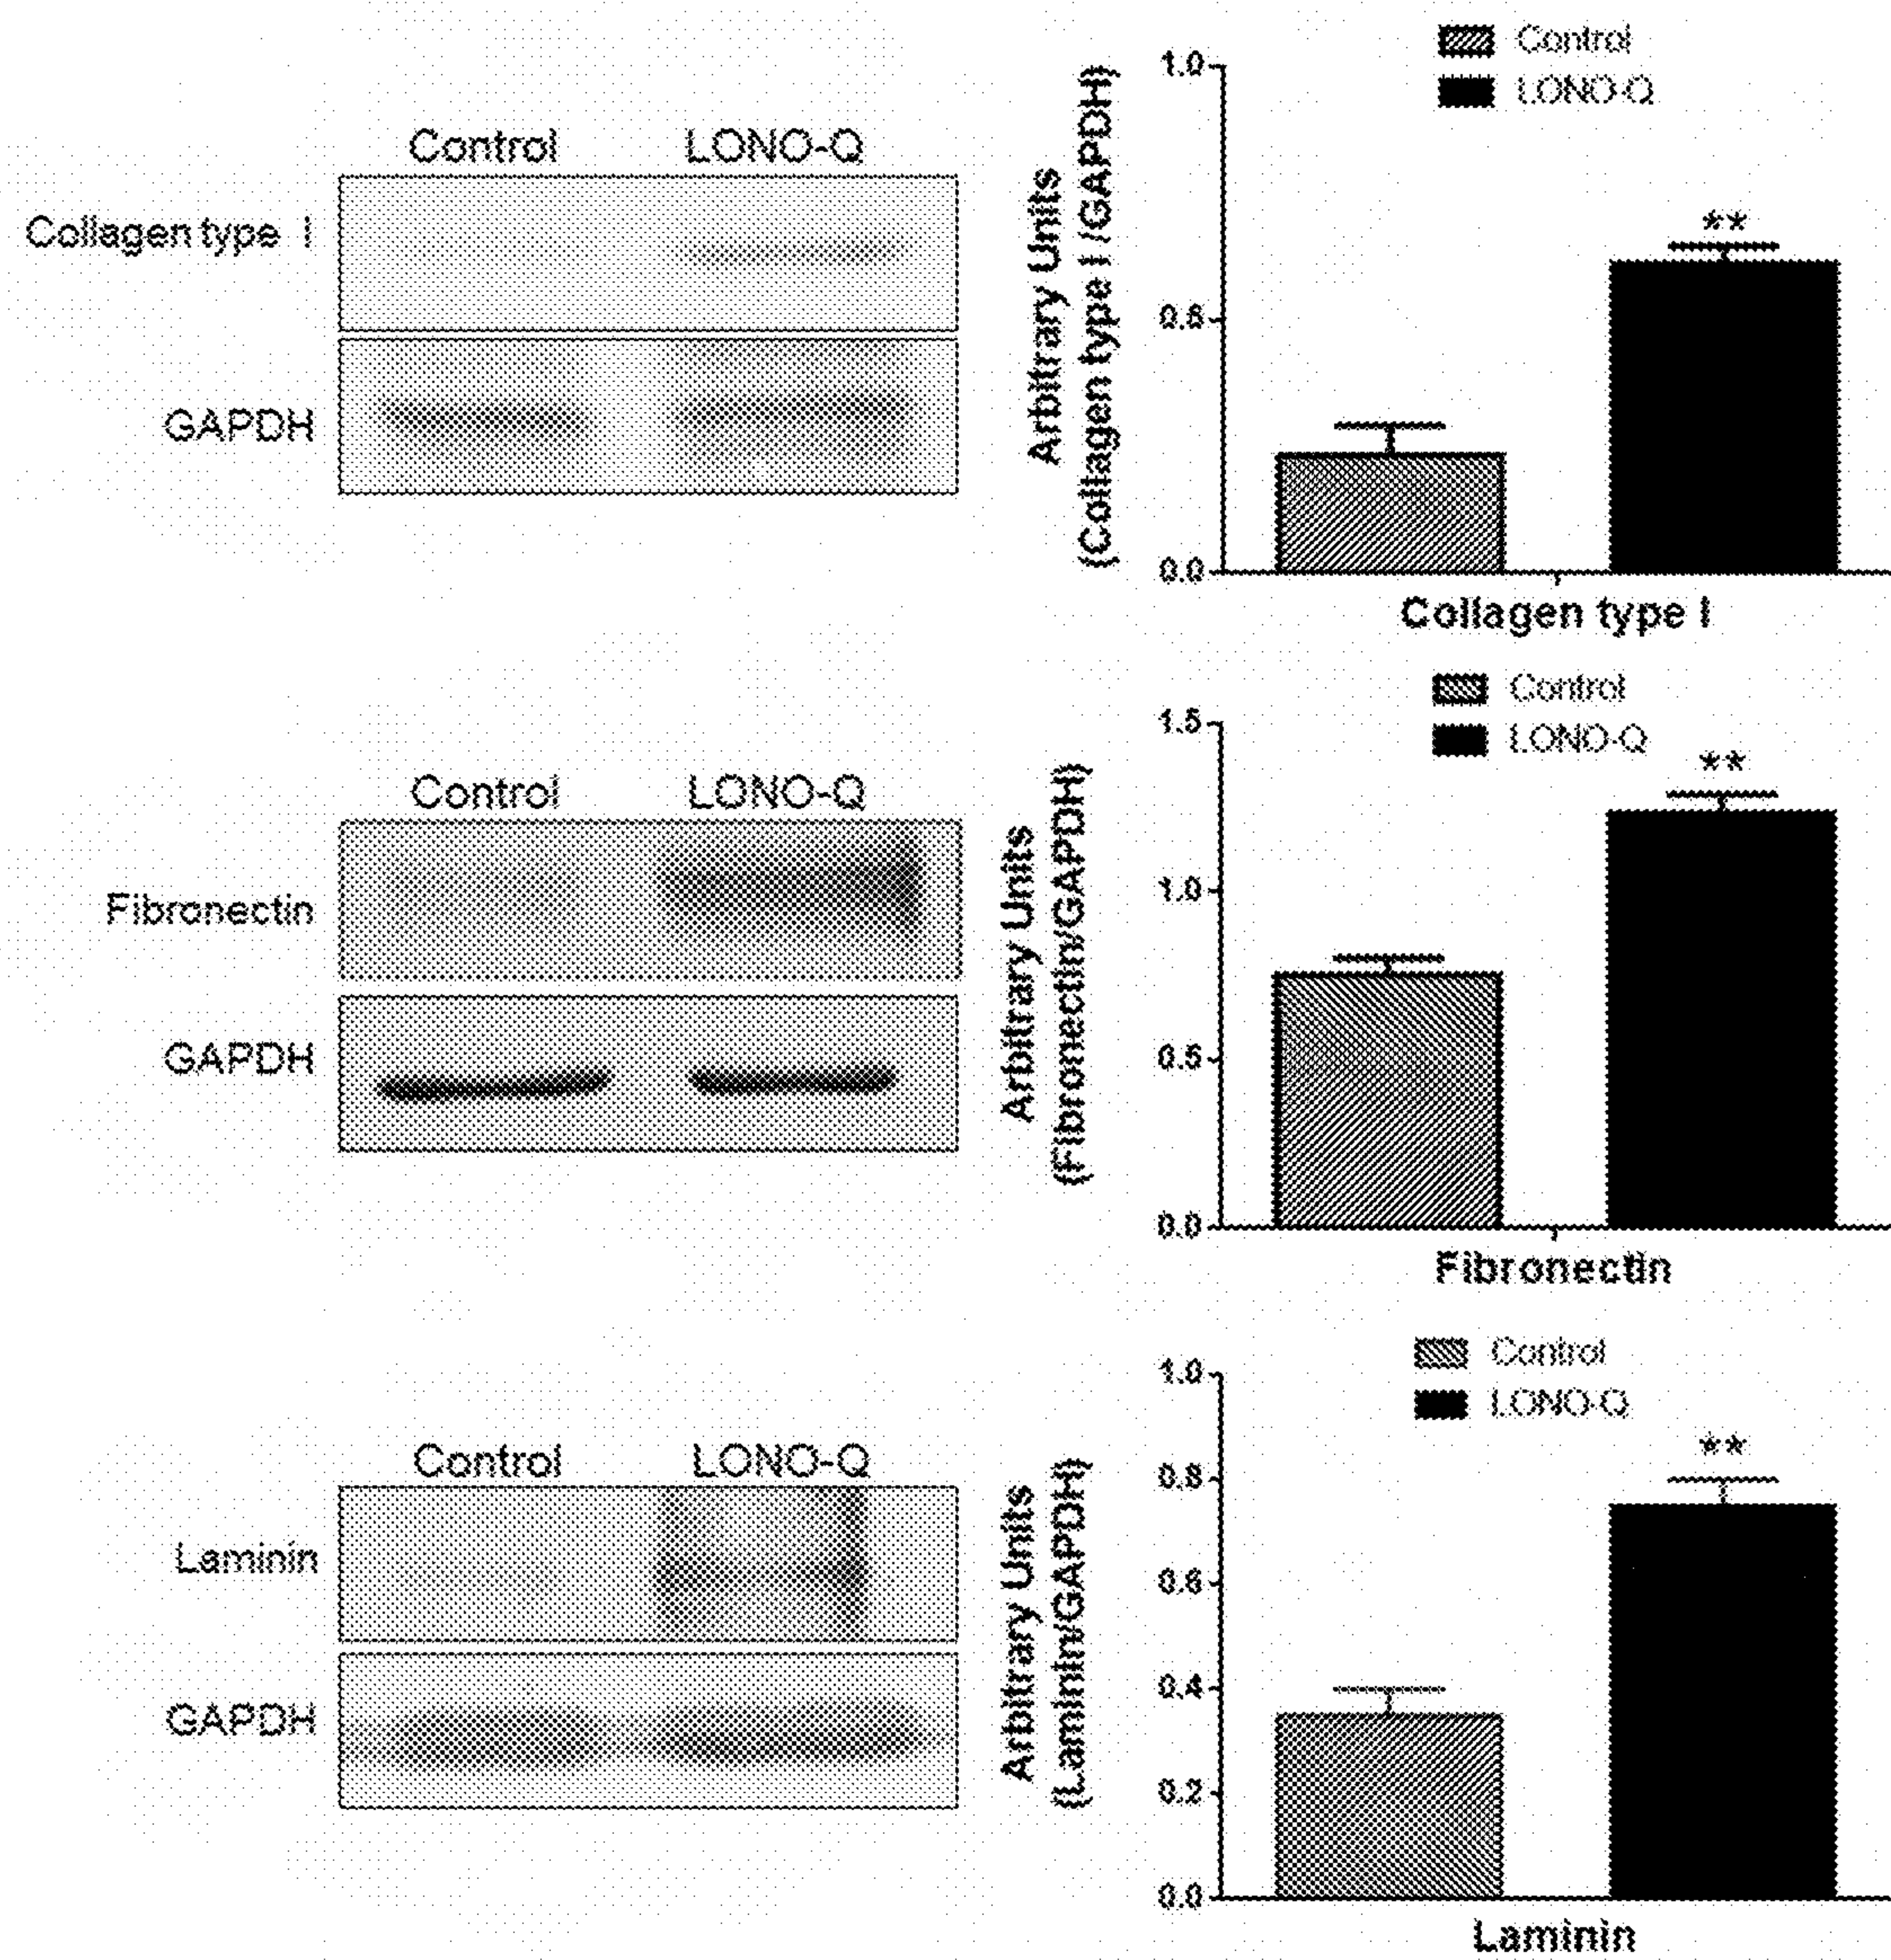 Control LONO-Q
Collagen type I
GAPDH
Arbitrary Units
(Collagen type I /GAPDH)
Control
LONO-Q
1.0
0.5
0.0
**
Collagen type I
Control LONO-Q
Fibronectin
GAPDH
Arbitrary Units
(Fibronectin/GAPDH)
Control
LONO-Q
1.5
1.0
0.5
0.0
**
Fibronectin
Control LONO-Q
Laminin
GAPDH
Arbitrary Units
(Laminin/GAPDH)
Control
LONO-Q
1.0
0.8
0.6
0.4
0.2
0.0
**
Laminin